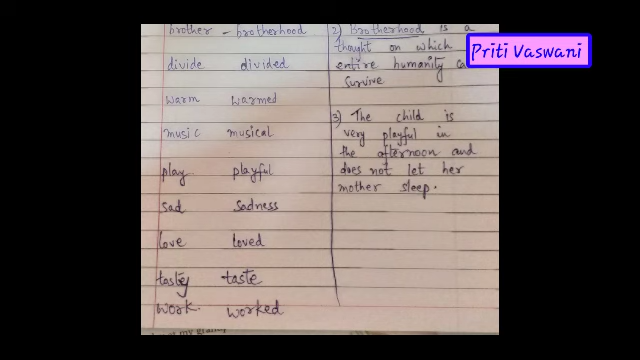 brother - brotherhood
divide divided
warm warmed
music musical
play playful
sad sadness
love loved
tastey taste
work worked
2) Brotherhood is a
thought on which
entire humanity ca
survive
3) The child is
very playful in
the afternoon and
does not let her
mother sleep.
Priti Vaswani